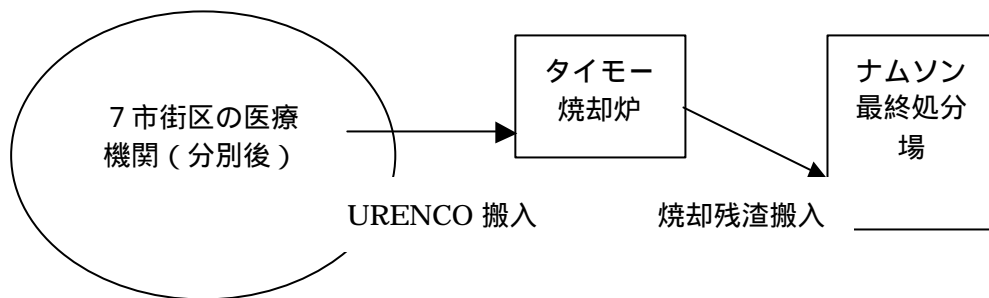 ７市街区の医療
機関（分別後）
タイモー
焼却炉
ナムソン
最終処分
場
URENCO 搬入
焼却残渣搬入